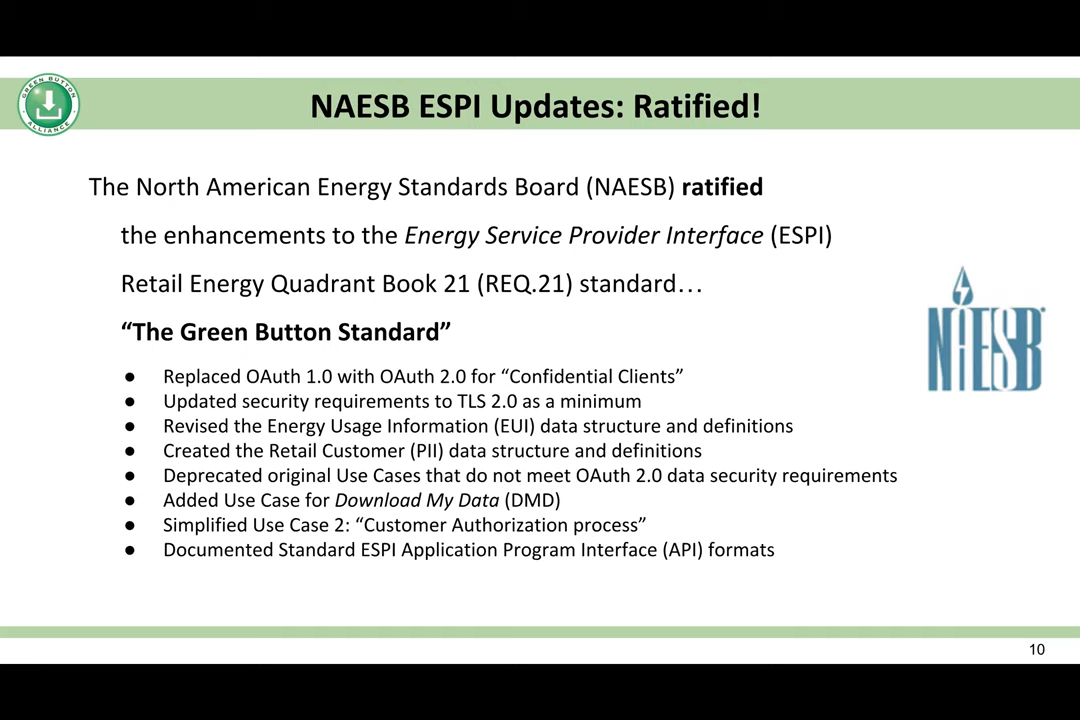 GREEN BUTTON
ALLIANCE
NAESB ESPI Updates: Ratified!
The North American Energy Standards Board (NAESB) ratified
the enhancements to the Energy Service Provider Interface (ESPI)
Retail Energy Quadrant Book 21 (REQ.21) standard…
“The Green Button Standard”
NAESB
● Replaced OAuth 1.0 with OAuth 2.0 for “Confidential Clients”
● Updated security requirements to TLS 2.0 as a minimum
● Revised the Energy Usage Information (EUI) data structure and definitions
● Created the Retail Customer (PII) data structure and definitions
● Deprecated original Use Cases that do not meet OAuth 2.0 data security requirements
● Added Use Case for Download My Data (DMD)
● Simplified Use Case 2: “Customer Authorization process”
● Documented Standard ESPI Application Program Interface (API) formats
10